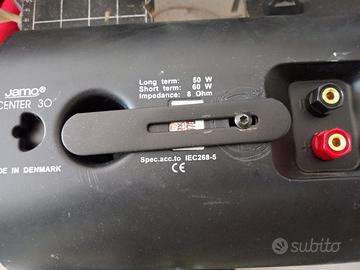 Jamo
CENTER 30
Long term: 50 W
Short term: 60 W
Impedance: 8 Ohm
Spec.acc.to IEC268-5
CE
DE IN DENMARK
subito